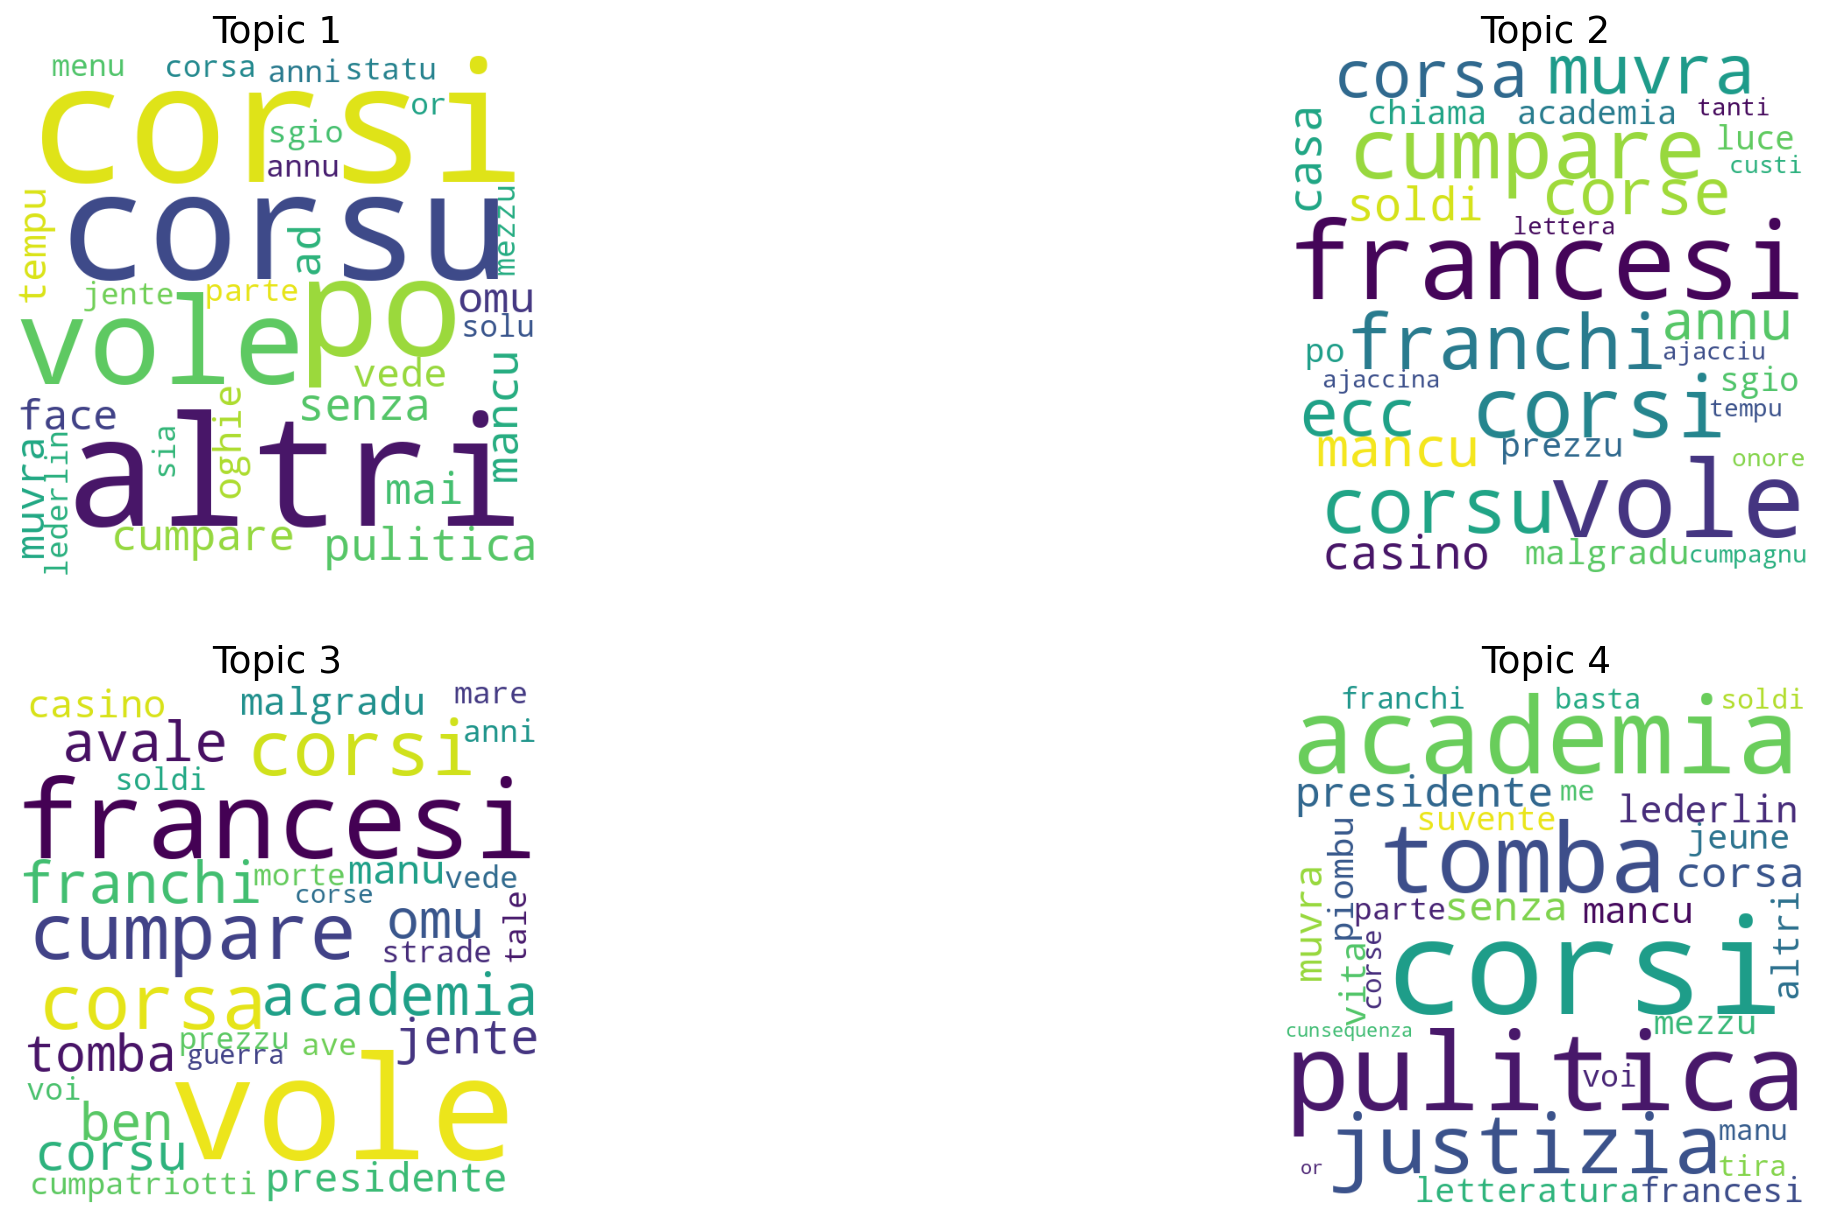 Topic 1
menu corsa anni statu
or
corsi
sgio
annu
tempu corsu ad mezzu
jente parte po omu
solu
vole
vede
face senza mancu
oghie
altri
sia
muvra lederlin mai
cumpare pulitica
Topic 2
corsa muvra
chiama academia tanti
casa cumpare luce
custi
soldi corse
lettera
francesi
annu
po franchi ajacciu
ajaccina sgio
ecc corsi tempu
mancu prezzu onore
corsu vole
casino malgradu cumpagnu
Topic 3
casino malgradu mare
avale corsi anni
soldi
francesi
franchi morte manu vede
corse
cumpare omu tale
strade
corsa academia
tomba prezzu ave jente
guerra
voi vole
ben
corsu
cumpatriotti presidente
Topic 4
franchi basta soldi
academia
presidente me lederlin
suvente jeune
piombu tomba corsa
muvra parte senza mancu altri
vita corse corsi
cunsequenza mezzu
pulitica
voi
justizia manu
or tira
letteratura francesi